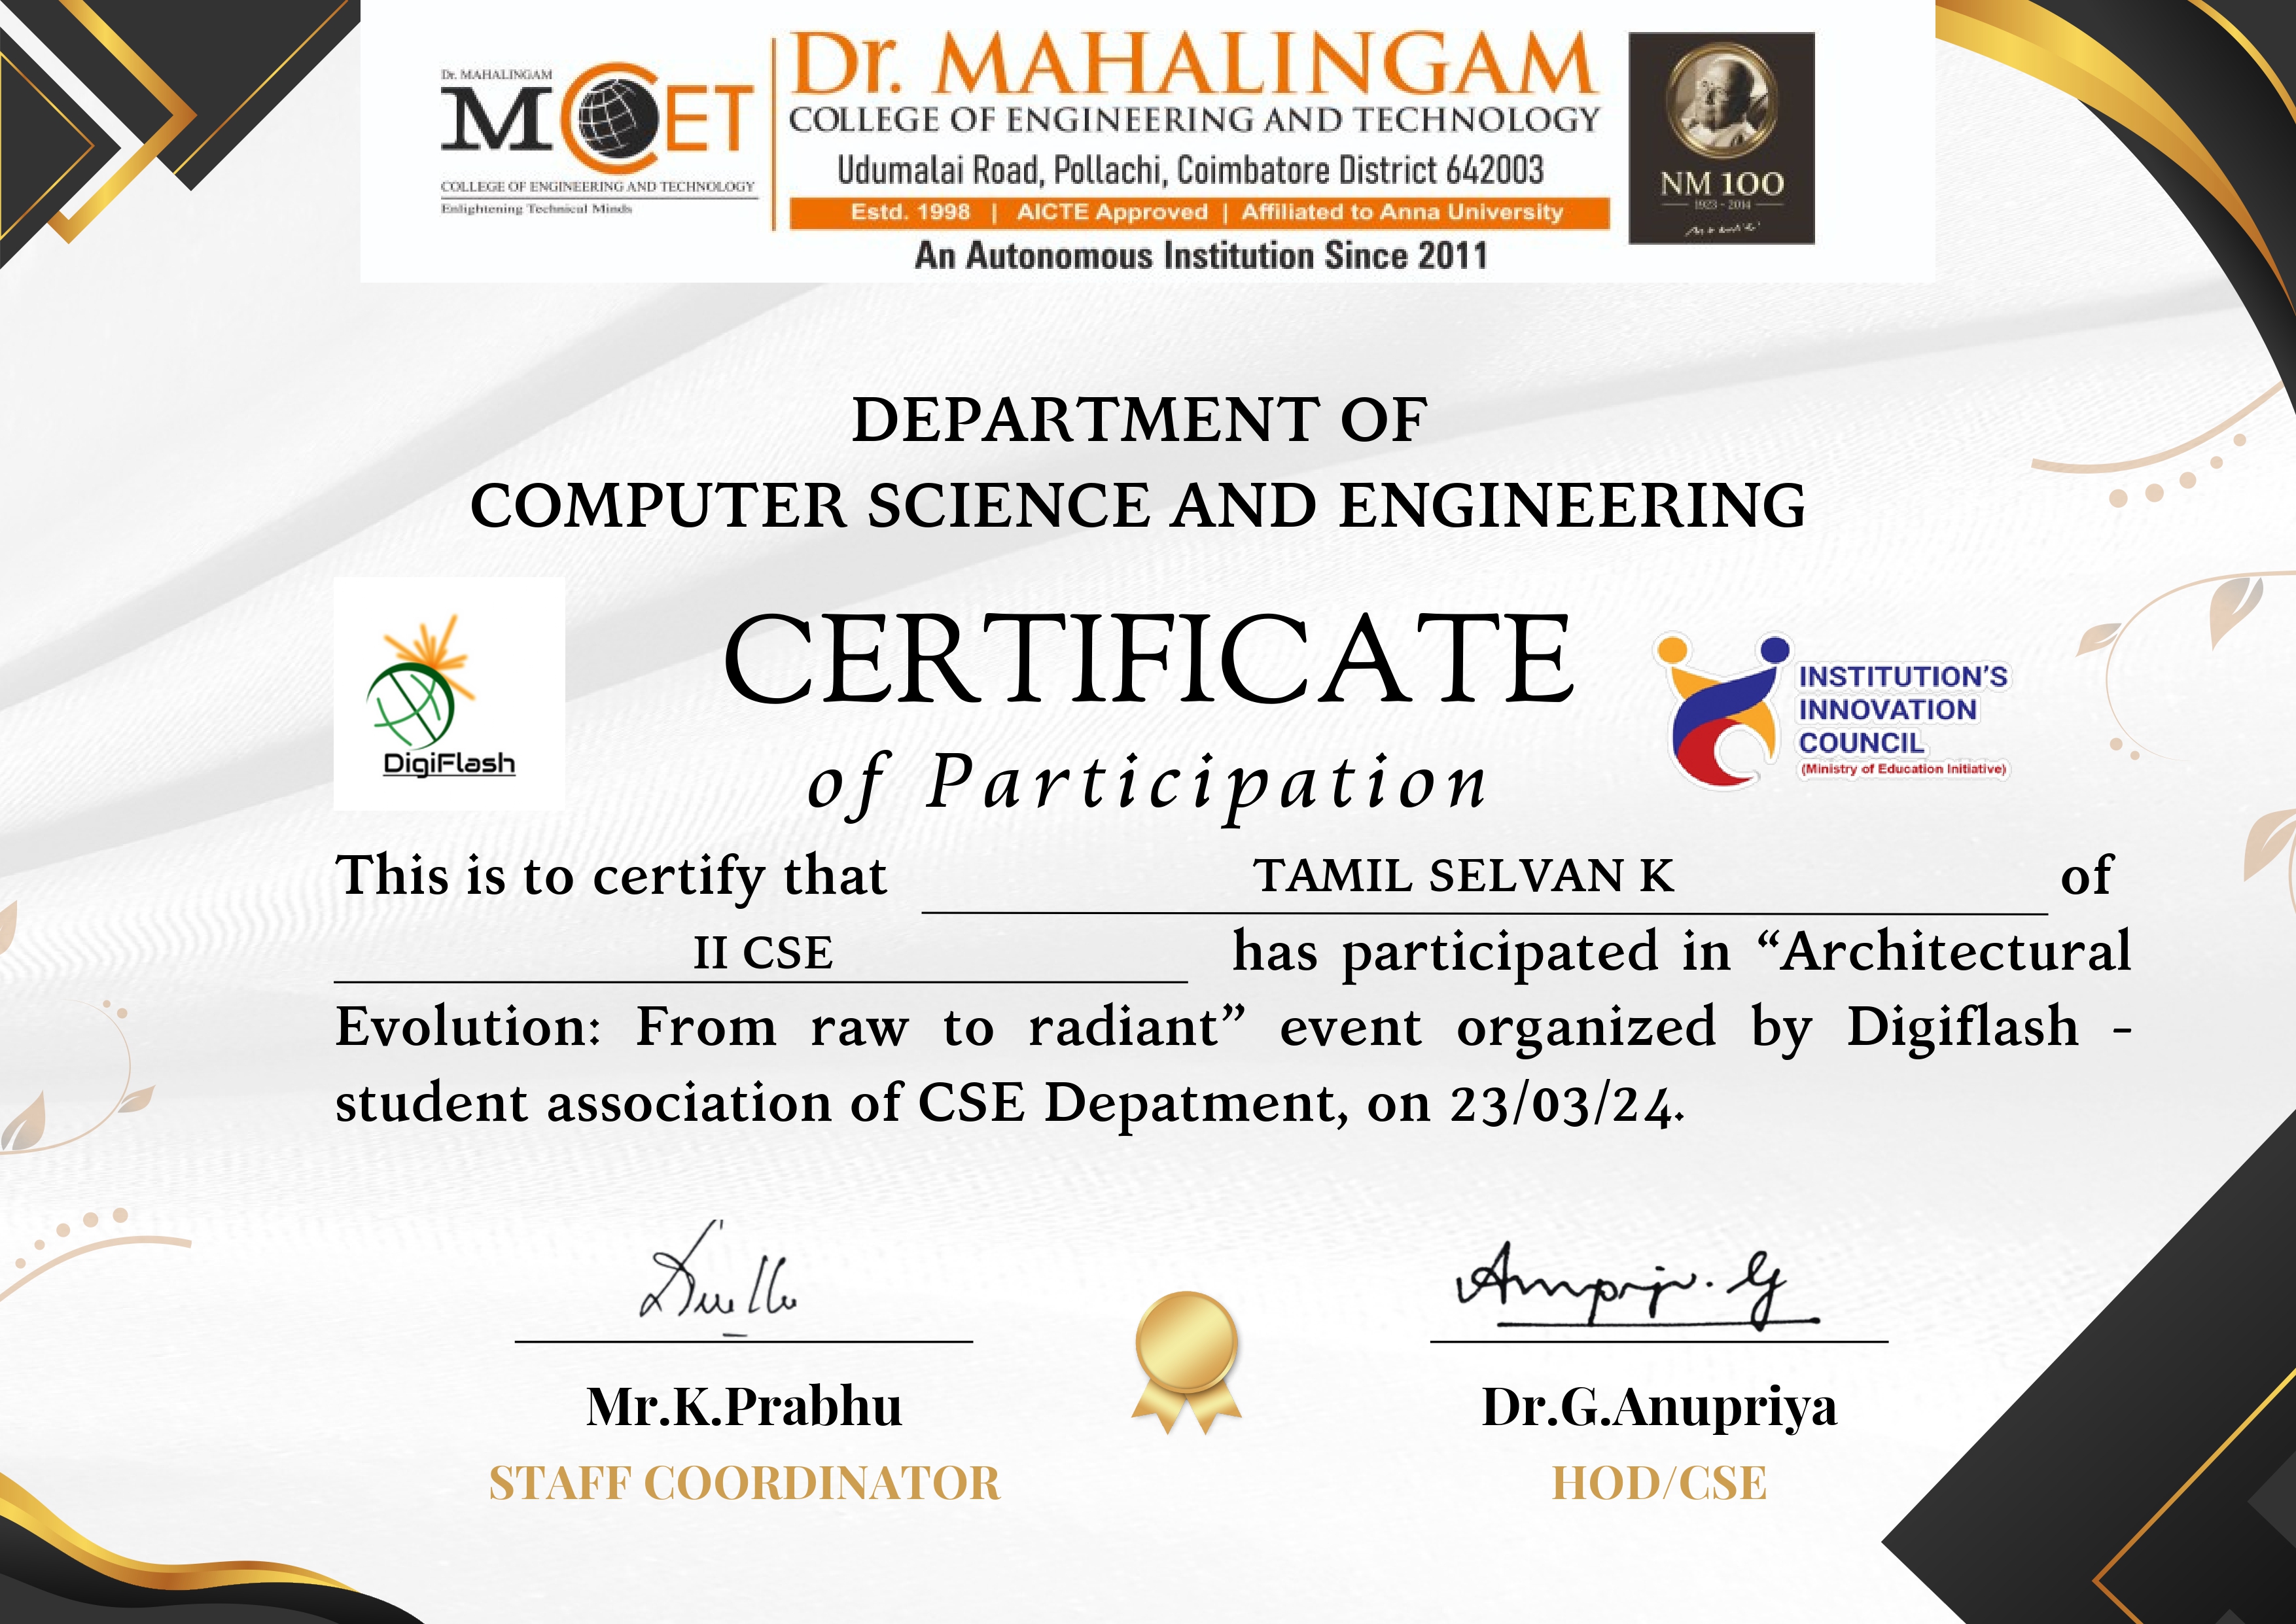 Dr. MAHALINGAM
MCET
COLLEGE OF ENGINEERING AND TECHNOLOGY
Enlightening Technical Minds
Dr. MAHALINGAM
COLLEGE OF ENGINEERING AND TECHNOLOGY
Udumalai Road, Pollachi, Coimbatore District 642003
Estd. 1998 | AICTE Approved | Affiliated to Anna University
An Autonomous Institution Since 2011
NM 100
1923 - 2014
DEPARTMENT OF
COMPUTER SCIENCE AND ENGINEERING
DigiFlash
CERTIFICATE
of Participation
INSTITUTION'S
INNOVATION
COUNCIL
(Ministry of Education Initiative)
This is to certify that TAMIL SELVAN K of
II CSE has participated in “Architectural
Evolution: From raw to radiant” event organized by Digiflash -
student association of CSE Depatment, on 23/03/24.
Mr.K.Prabhu
STAFF COORDINATOR
Dr.G.Anupriya
HOD/CSE